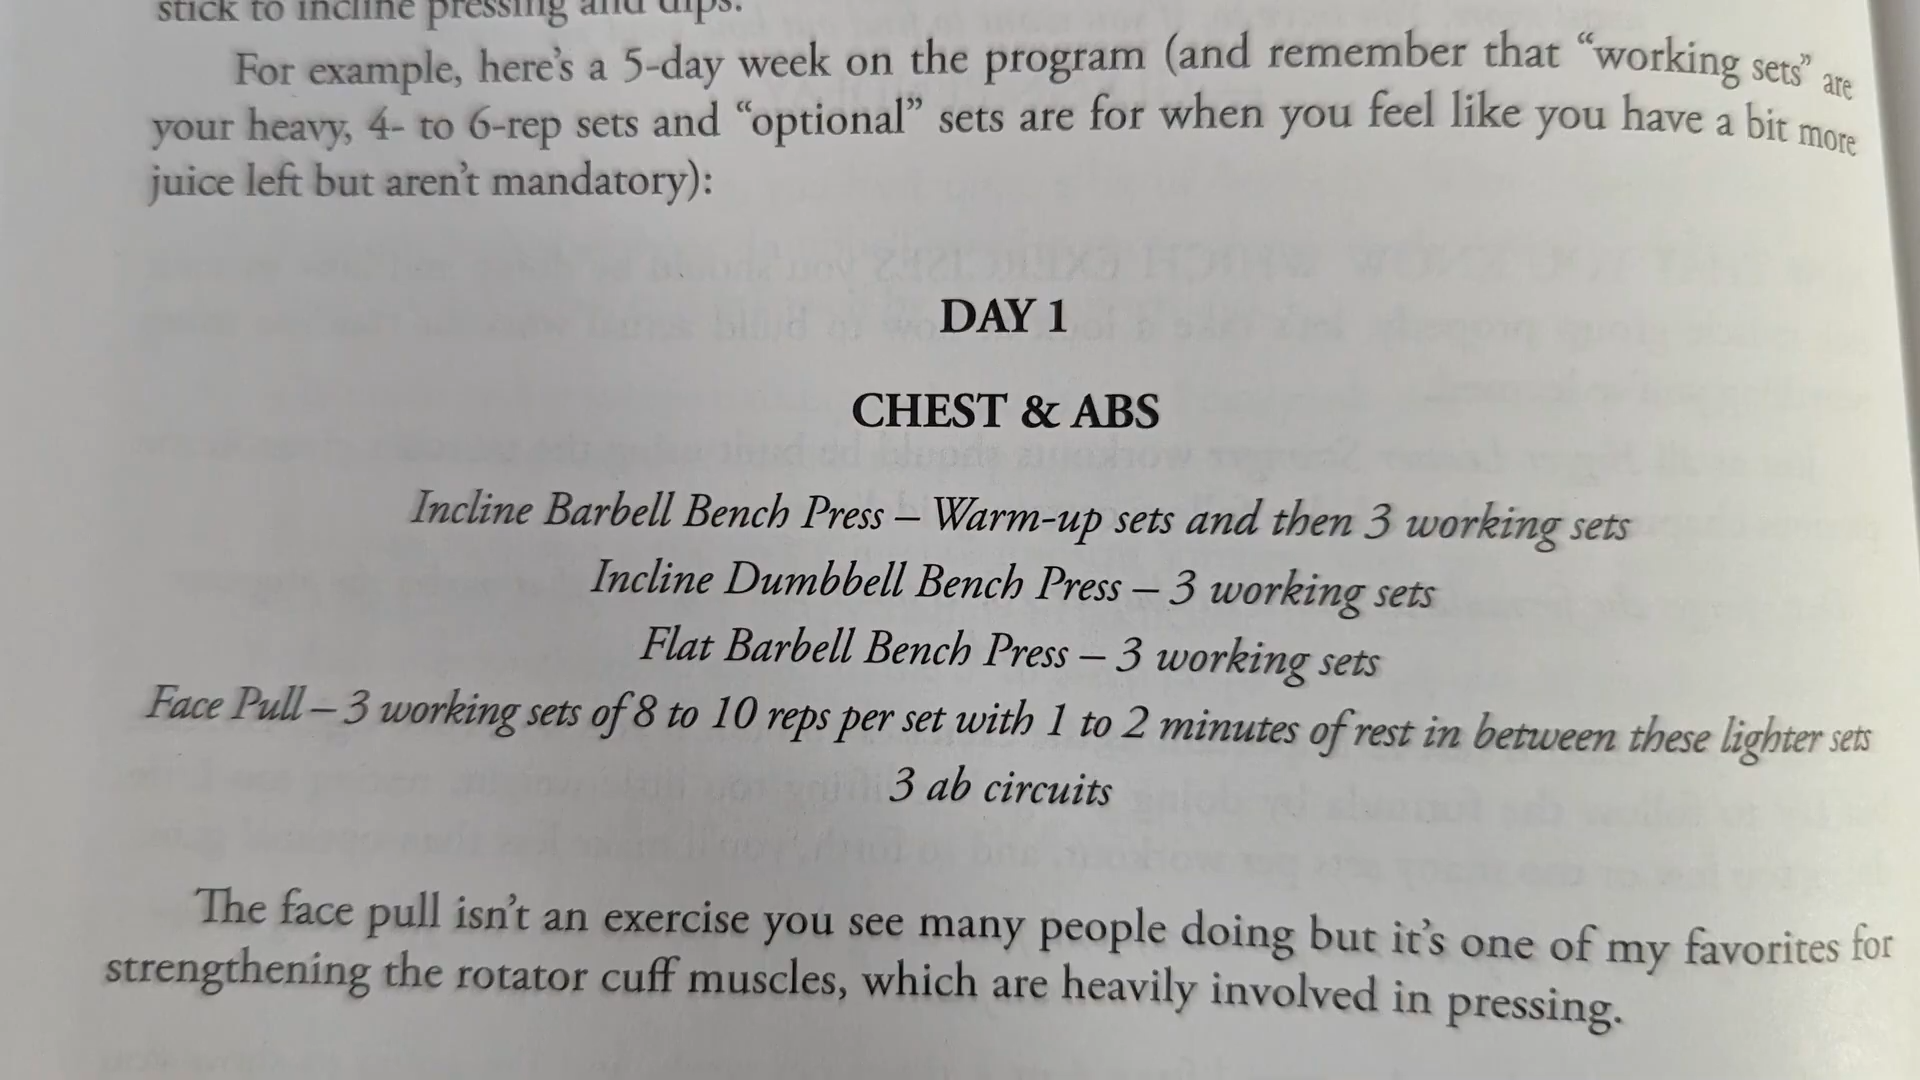 stick to incline pressing and dips.
For example, here's a 5-day week on the program (and remember that “working sets” are
your heavy, 4- to 6-rep sets and “optional” sets are for when you feel like you have a bit more
juice left but aren't mandatory):
DAY 1
CHEST & ABS
Incline Barbell Bench Press – Warm-up sets and then 3 working sets
Incline Dumbbell Bench Press – 3 working sets
Flat Barbell Bench Press – 3 working sets
Face Pull – 3 working sets of 8 to 10 reps per set with 1 to 2 minutes of rest in between these lighter sets
3 ab circuits
The face pull isn't an exercise you see many people doing but it's one of my favorites for
strengthening the rotator cuff muscles, which are heavily involved in pressing.